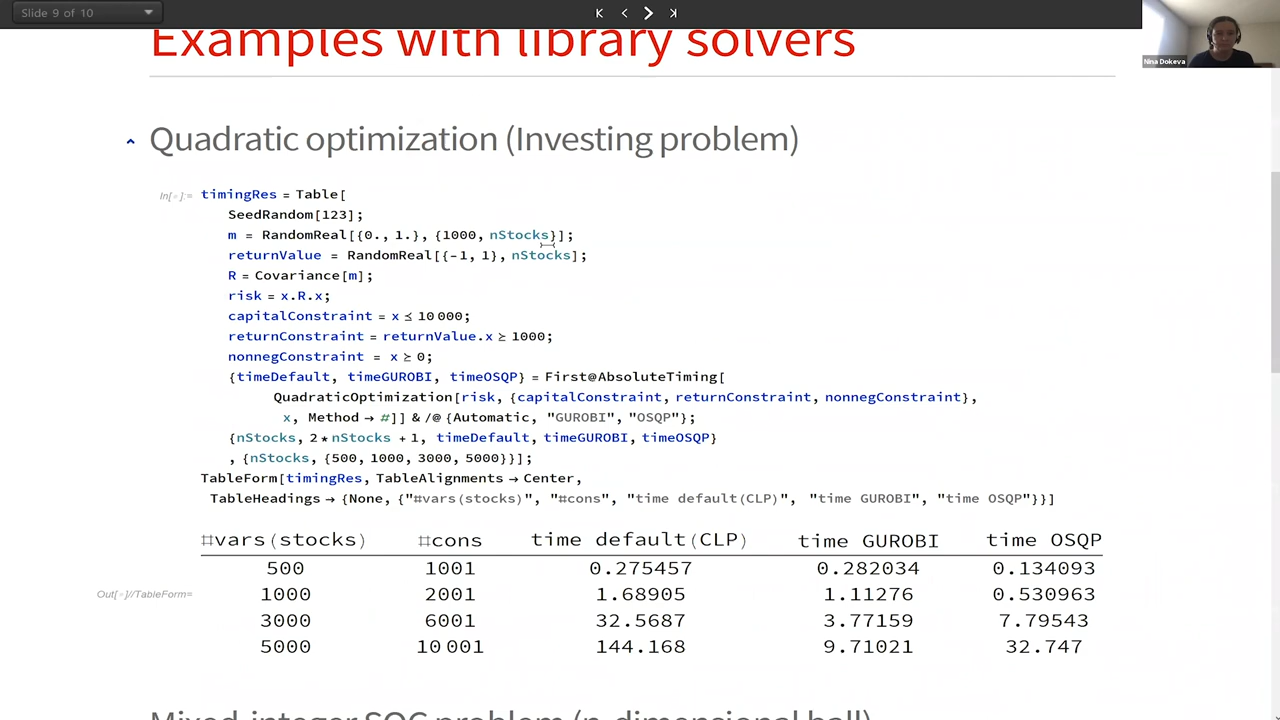 Slide 9 of 10
Nina Dokeva
Examples with library solvers
Quadratic optimization (Investing problem)
In[◦]:= timingRes = Table[
SeedRandom[123];
m = RandomReal[{0., 1.}, {1000, nStocks}];
returnValue = RandomReal[{-1, 1}, nStocks];
R = Covariance[m];
risk = x.R.x;
capitalConstraint = x ≤ 10 000;
returnConstraint = returnValue.x ≥ 1000;
nonnegConstraint = x ≥ 0;
{timeDefault, timeGUROBI, timeOSQP} = First@AbsoluteTiming[
QuadraticOptimization[risk, {capitalConstraint, returnConstraint, nonnegConstraint},
x, Method → #]] & /@ {Automatic, "GUROBI", "OSQP"};
{nStocks, 2 * nStocks + 1, timeDefault, timeGUROBI, timeOSQP}
, {nStocks, {500, 1000, 3000, 5000}}];
TableForm[timingRes, TableAlignments → Center,
TableHeadings → {None, {"#vars(stocks)", "#cons", "time default(CLP)", "time GUROBI", "time OSQP"}}]
Out[◦]//TableForm=
#vars(stocks) #cons time default(CLP) time GUROBI time OSQP
500 1001 0.275457 0.282034 0.134093
1000 2001 1.68905 1.11276 0.530963
3000 6001 32.5687 3.77159 7.79543
5000 10 001 144.168 9.71021 32.747
Mixed-integer SOC problem (n-dimensional ball)